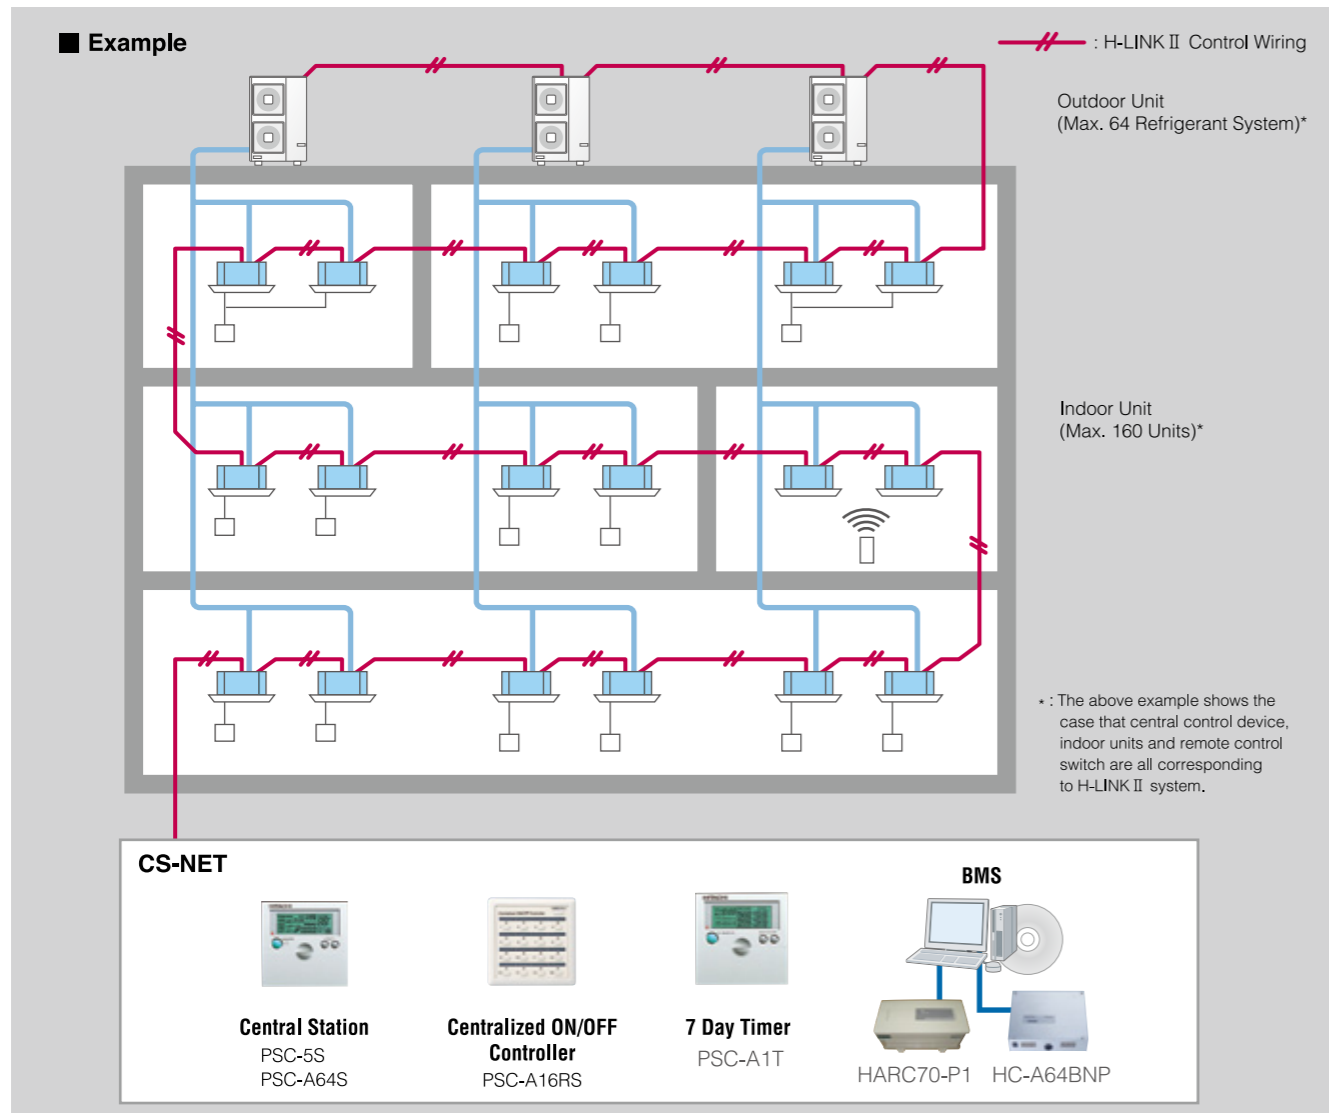 ■ Example
: H-LINK II Control Wiring
Outdoor Unit
(Max. 64 Refrigerant System)*
Indoor Unit
(Max. 160 Units)*
* : The above example shows the
case that central control device,
indoor units and remote control
switch are all corresponding
to H-LINK II system.
CS-NET
BMS
Central Station
PSC-5S
PSC-A64S
Centralized ON/OFF
Controller
PSC-A16RS
7 Day Timer
PSC-A1T
HARC70-P1
HC-A64BNP